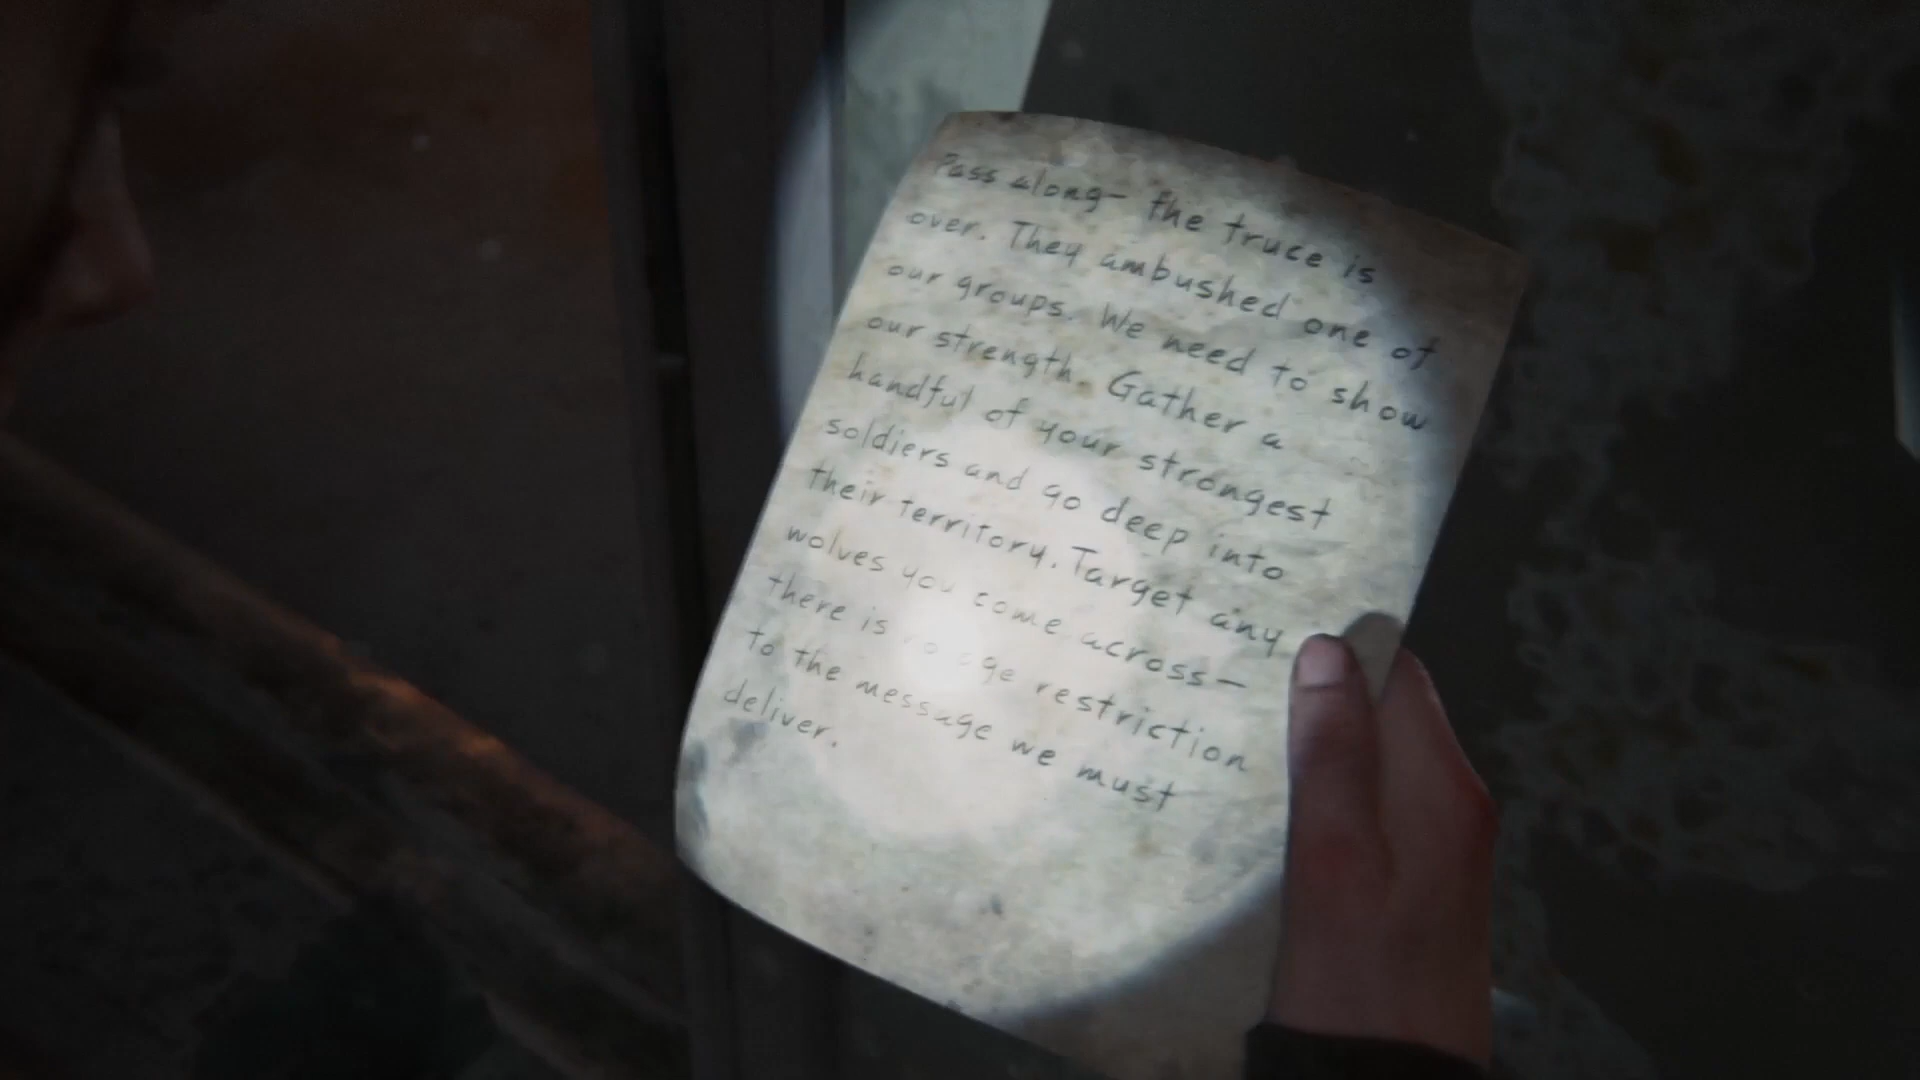 Pass along- the truce is
over. They ambushed one of
our groups. We need to show
our strength. Gather a
handful of your strongest
soldiers and go deep into
their territory. Target any
wolves you come across-
there is no age restriction
to the message we must
deliver.